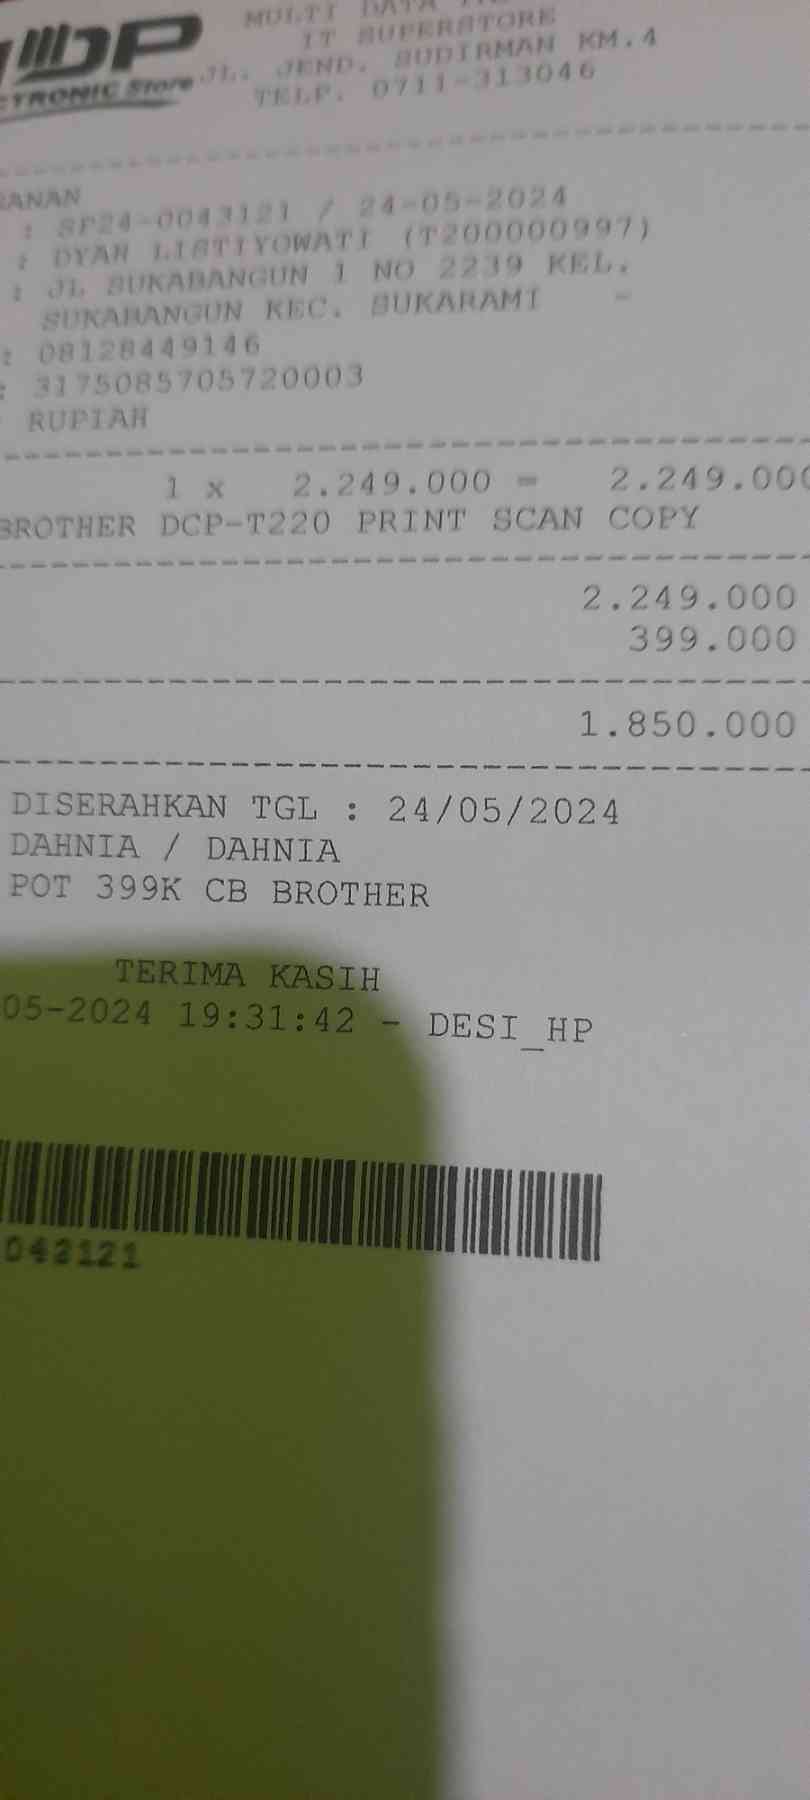 MULTI DATA
MDP IT SUPERSTORE
CTRONIC Store JL. JEND. SUDIRMAN KM.4
TELP. 0711-313046
ANAN
: SP24-0043121 / 24-05-2024
: DYAH LISTIYOWATI (T200000997)
: JL SUKABANGUN 1 NO 2239 KEL.
SUKABANGUN KEC. SUKARAMI -
: 08128449146
: 3175085705720003
RUPIAH
1 x 2.249.000 = 2.249.000
BROTHER DCP-T220 PRINT SCAN COPY
2.249.000
399.000
1.850.000
DISERAHKAN TGL : 24/05/2024
DAHNIA / DAHNIA
POT 399K CB BROTHER
TERIMA KASIH
05-2024 19:31:42 - DESI_HP
043121